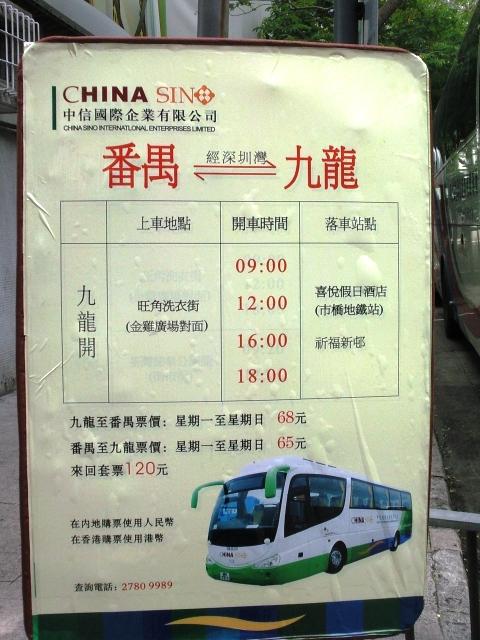 CHINA SINO
中信國際企業有限公司
CHINA SINO INTERNATIONAL ENTERPRISES LIMITED
番禺 經深圳灣 九龍
上車地點 開車時間 落車站點
九龍開
旺角洗衣街
(金雞廣場對面)
09:00
12:00
16:00
18:00
喜悅假日酒店
(市橋地鐵站)
祈福新邨
九龍至番禺票價: 星期一至星期日 68元
番禺至九龍票價: 星期一至星期日 65元
來回套票120元
在內地購票使用人民幣
在香港購票使用港幣
CHINA SINO
查詢電話: 2780 9989